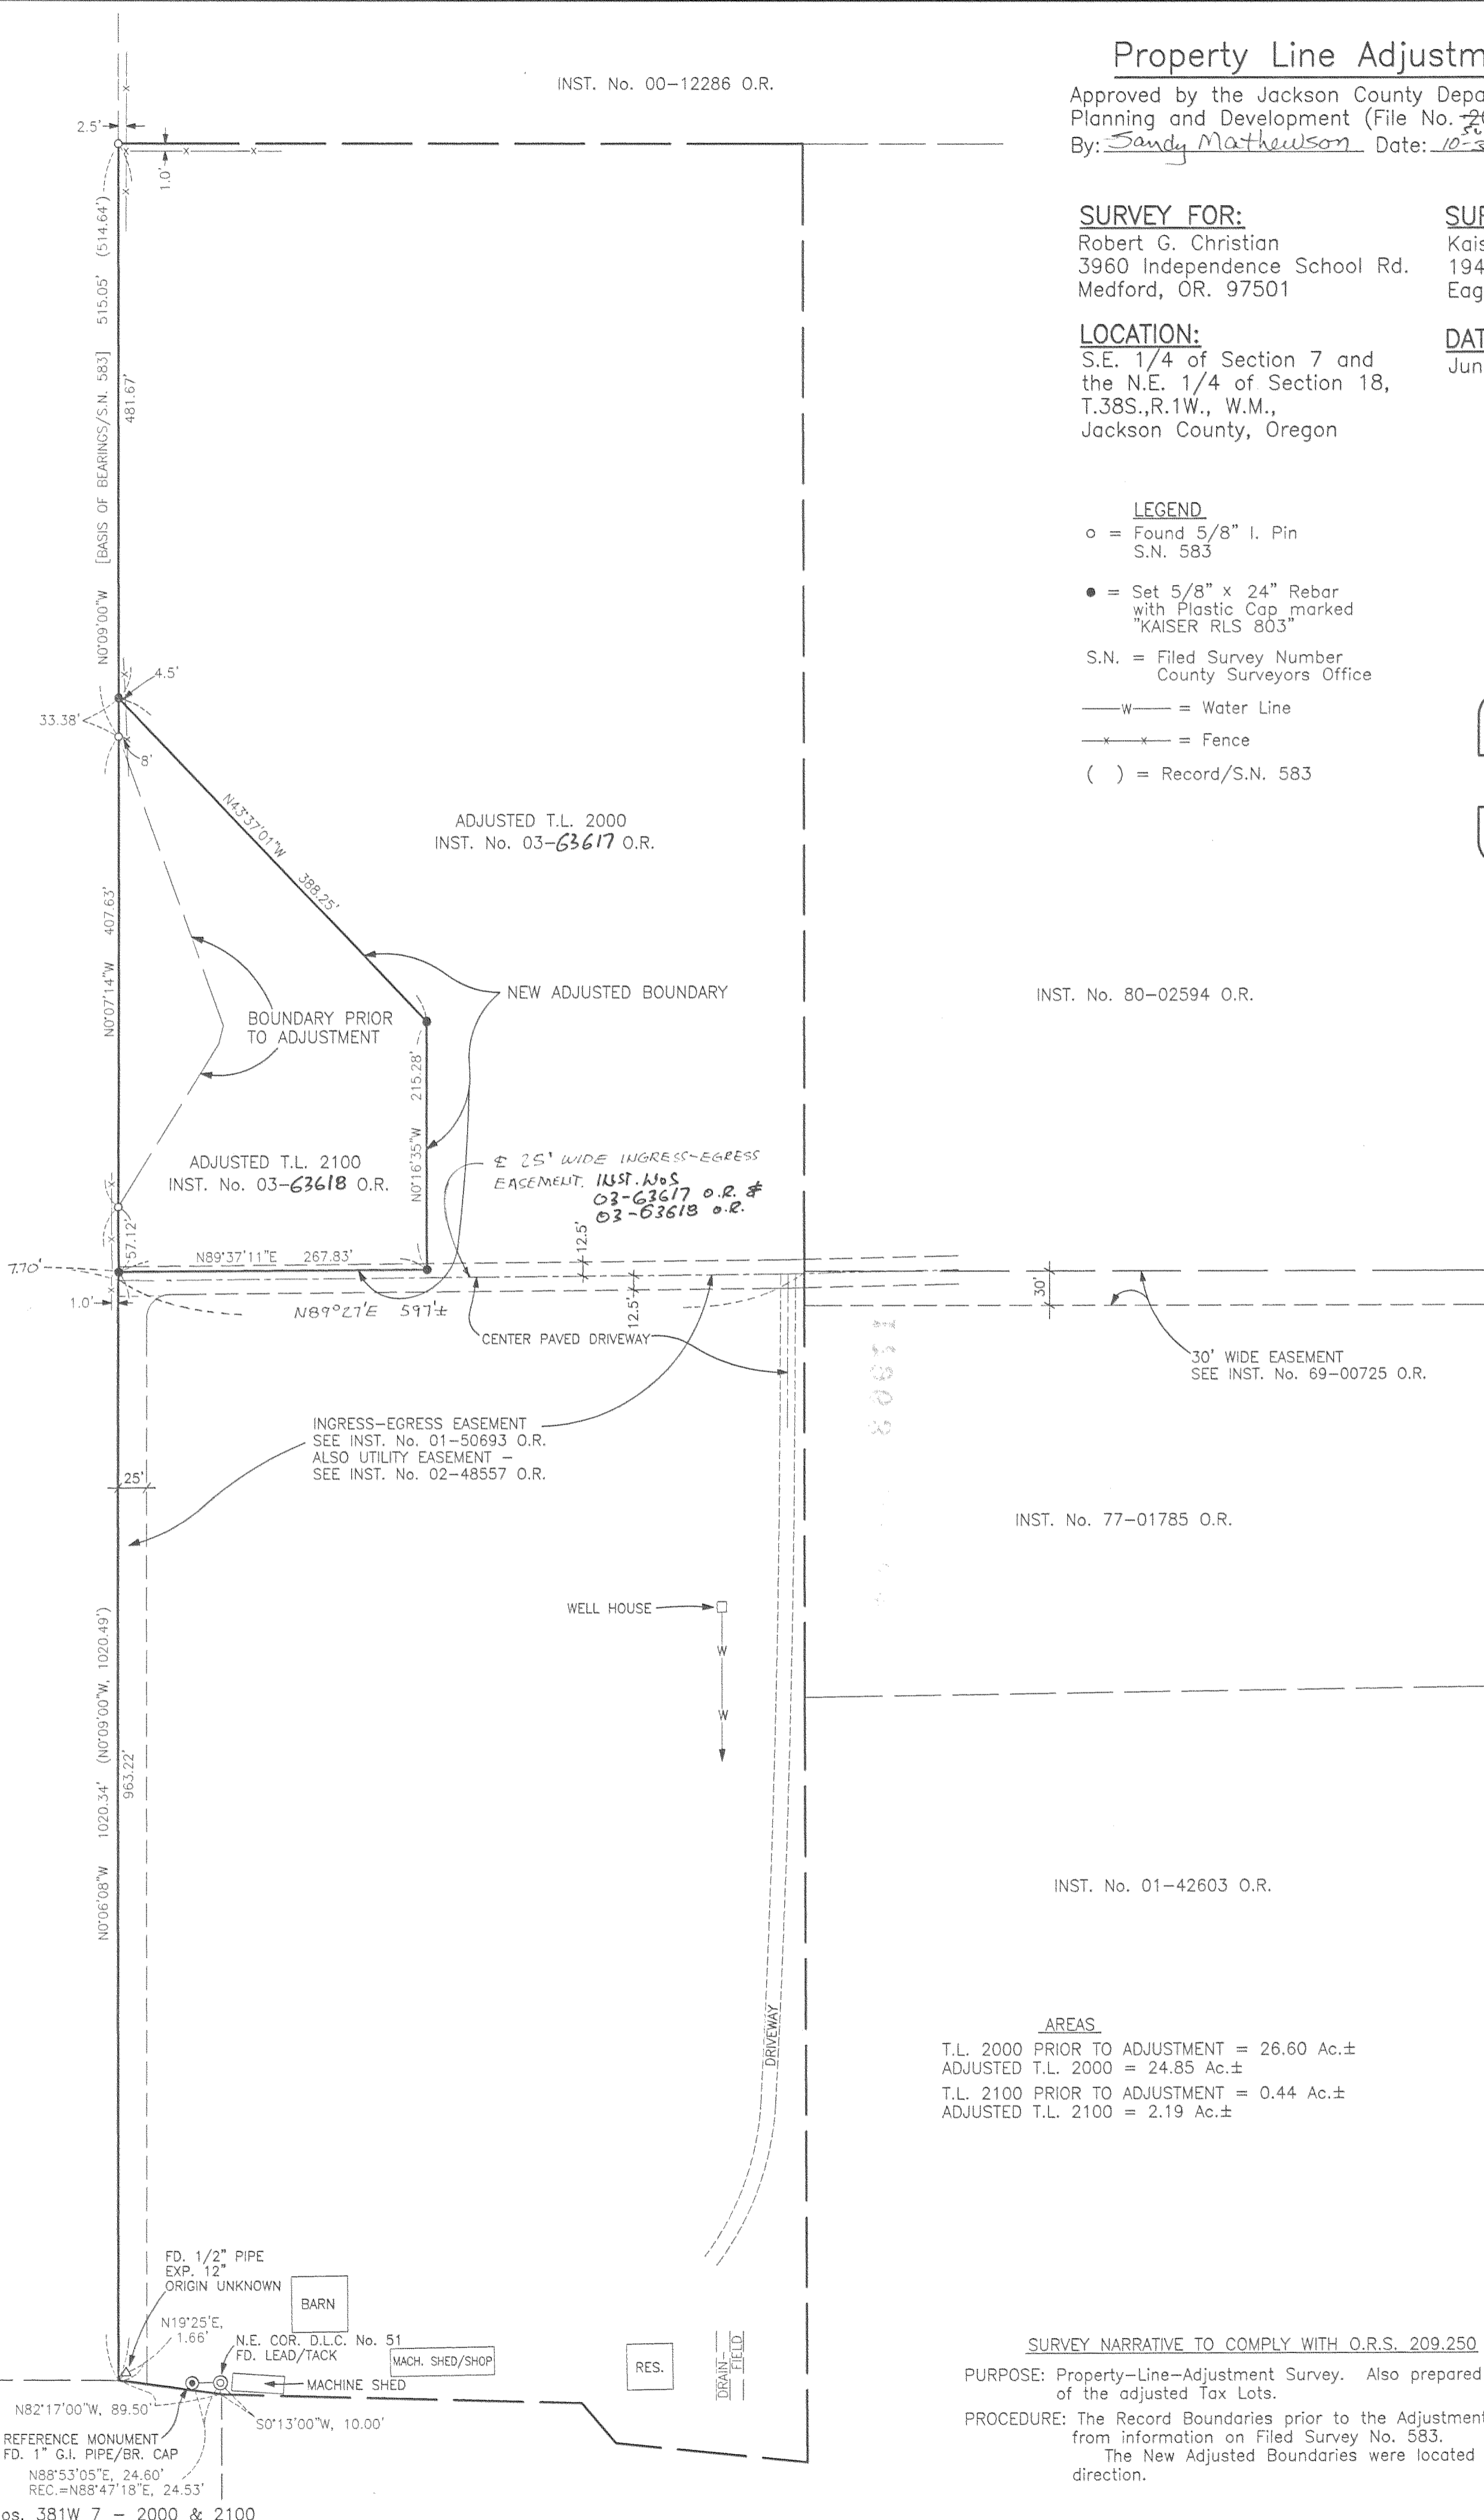 INST. No. 00-12286 O.R.
Property Line Adjustm
Approved by the Jackson County Depa
Planning and Development (File No.
By: Sandy Mathewson Date: 10-3
SURVEY FOR:
Robert G. Christian
3960 Independence School Rd.
Medford, OR. 97501
SUR
Kais
194
Eag
LOCATION:
S.E. 1/4 of Section 7 and
the N.E. 1/4 of Section 18,
T.38S.,R.1W., W.M.,
Jackson County, Oregon
DAT
Jun
LEGEND
o = Found 5/8" I. Pin
S.N. 583
● = Set 5/8" x 24" Rebar
with Plastic Cap marked
"KAISER RLS 803"
S.N. = Filed Survey Number
County Surveyors Office
—W— = Water Line
—x—x— = Fence
( ) = Record/S.N. 583
2.5'
1.0'
N0°09'00"W [BASIS OF BEARINGS/S.N. 583] 515.05' (514.64')
481.67'
4.5'
33.38'
8'
N43°37'01"W 388.25'
ADJUSTED T.L. 2000
INST. No. 03-63617 O.R.
N0°07'14"W 407.63'
NEW ADJUSTED BOUNDARY
INST. No. 80-02594 O.R.
BOUNDARY PRIOR
TO ADJUSTMENT
N0°16'35"W 215.28'
ADJUSTED T.L. 2100
INST. No. 03-63618 O.R.
℄ 25' WIDE INGRESS-EGRESS
EASEMENT. INST. NOS
03-63617 O.R. &
03-63618 O.R.
57.12'
N89°37'11"E 267.83'
12.5'
7.70'
1.0'
N89°27'E 597'±
12.5'
30'
CENTER PAVED DRIVEWAY
30' WIDE EASEMENT
SEE INST. No. 69-00725 O.R.
INGRESS-EGRESS EASEMENT
SEE INST. No. 01-50693 O.R.
ALSO UTILITY EASEMENT -
SEE INST. No. 02-48557 O.R.
25'
INST. No. 77-01785 O.R.
WELL HOUSE
W
W
N0°06'08"W 1020.34' (N0°09'00"W, 1020.49')
963.22'
INST. No. 01-42603 O.R.
DRIVEWAY
AREAS
T.L. 2000 PRIOR TO ADJUSTMENT = 26.60 Ac.±
ADJUSTED T.L. 2000 = 24.85 Ac.±
T.L. 2100 PRIOR TO ADJUSTMENT = 0.44 Ac.±
ADJUSTED T.L. 2100 = 2.19 Ac.±
FD. 1/2" PIPE
EXP. 12"
ORIGIN UNKNOWN
BARN
N19°25'E,
1.66'
N.E. COR. D.L.C. No. 51
FD. LEAD/TACK
MACH. SHED/SHOP
MACHINE SHED
RES.
DRAIN-
FIELD
N82°17'00"W, 89.50'
S0°13'00"W, 10.00'
REFERENCE MONUMENT
FD. 1" G.I. PIPE/BR. CAP
N88°53'05"E, 24.60'
REC.=N88°47'18"E, 24.53'
os. 381W 7 - 2000 & 2100
SURVEY NARRATIVE TO COMPLY WITH O.R.S. 209.250
PURPOSE: Property-Line-Adjustment Survey. Also prepared
of the adjusted Tax Lots.
PROCEDURE: The Record Boundaries prior to the Adjustment
from information on Filed Survey No. 583.
The New Adjusted Boundaries were located
direction.